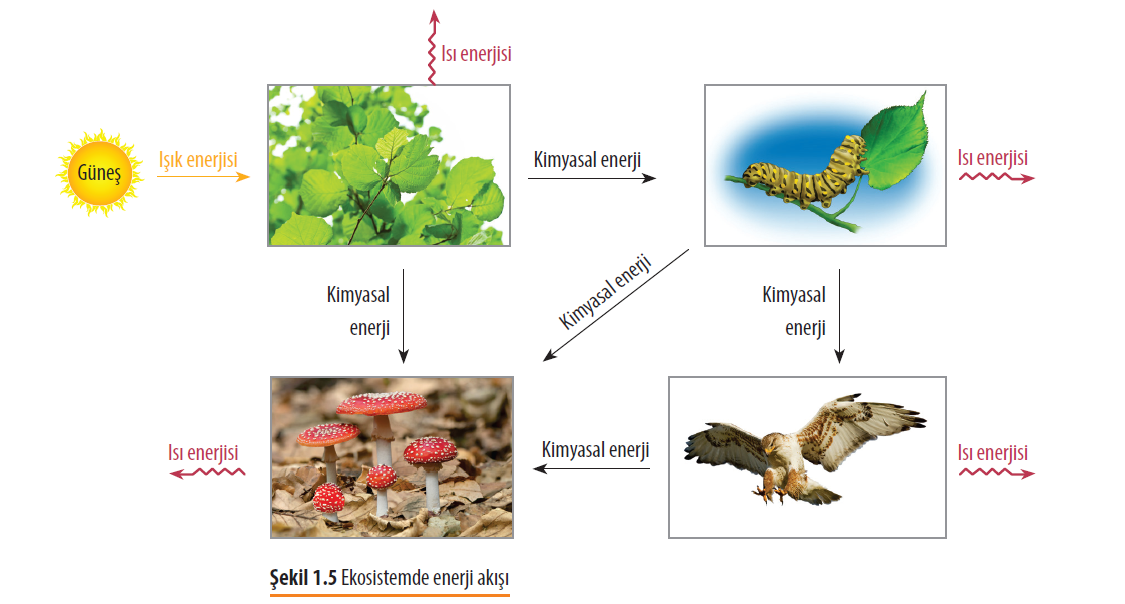 Isı enerjisi
Güneş
Işık enerjisi
Kimyasal enerji
Isı enerjisi
Kimyasal
enerji
Kimyasal enerji
Kimyasal
enerji
Isı enerjisi
Kimyasal enerji
Isı enerjisi
Şekil 1.5 Ekosistemde enerji akışı